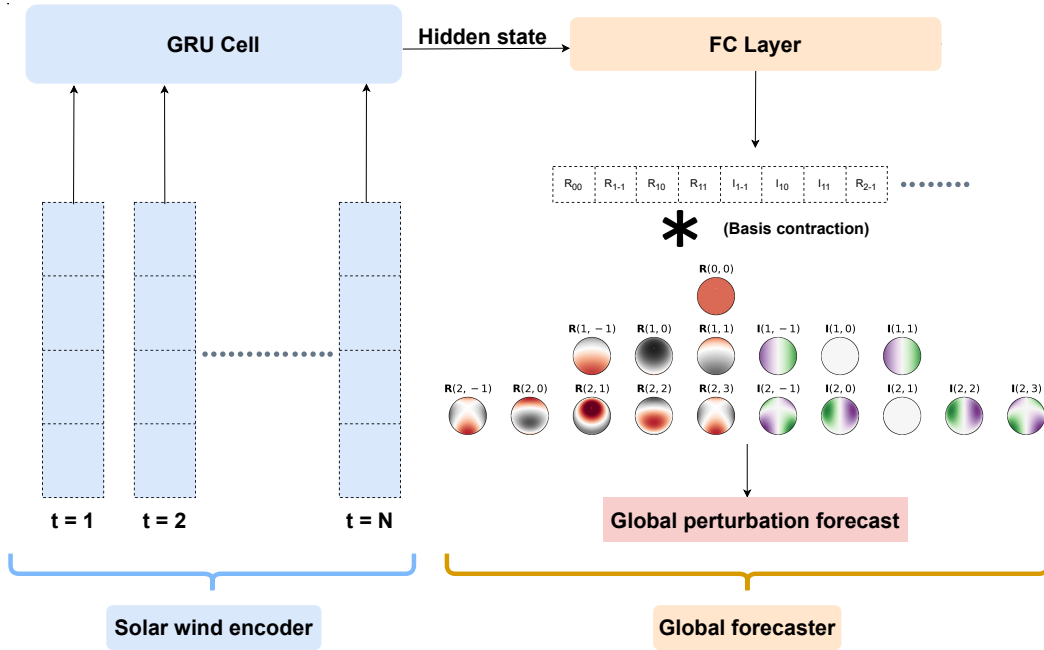 GRU Cell
Hidden state
FC Layer
R00 R1-1 R10 R11 I1-1 I10 I11 R2-1
(Basis contraction)
R(0, 0)
R(1, −1) R(1, 0) R(1, 1) I(1, −1) I(1, 0) I(1, 1)
R(2, −1) R(2, 0) R(2, 1) R(2, 2) R(2, 3) I(2, −1) I(2, 0) I(2, 1) I(2, 2) I(2, 3)
t = 1 t = 2 t = N
Global perturbation forecast
Solar wind encoder
Global forecaster